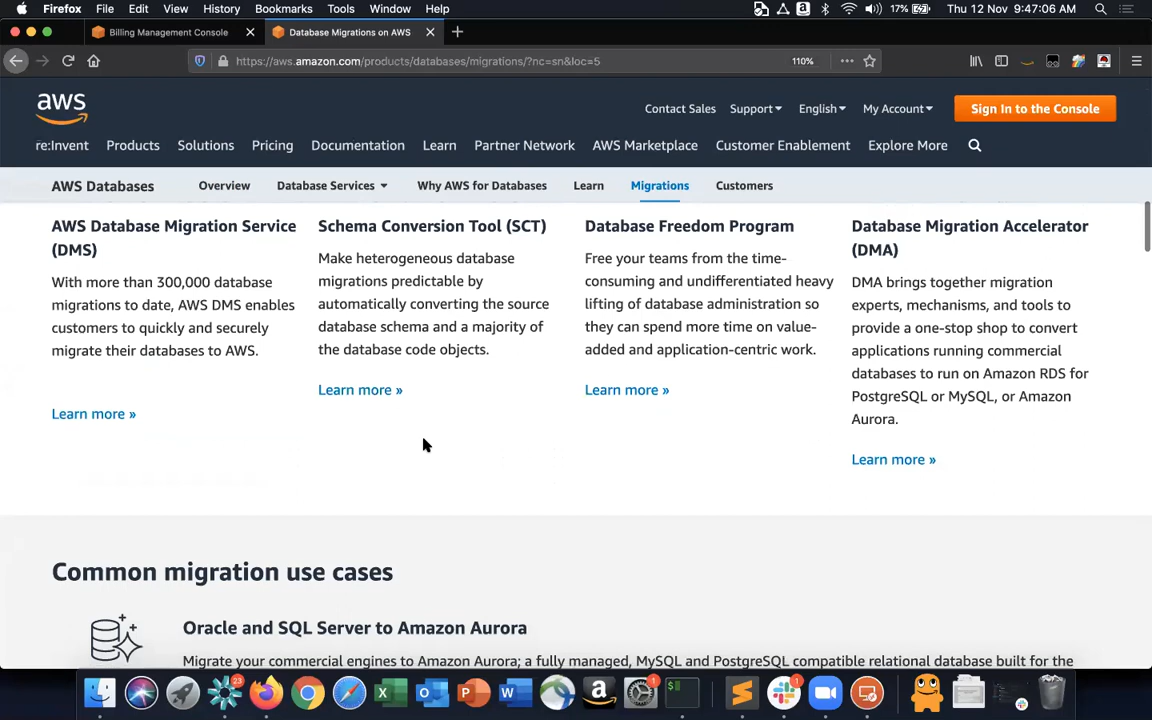 Firefox File Edit View History Bookmarks Tools Window Help 17% Thu 12 Nov 9:47:06 AM
Billing Management Console Database Migrations on AWS
https://aws.amazon.com/products/databases/migrations/?nc=sn&loc=5 110%
aws
Contact Sales Support English My Account Sign In to the Console
re:Invent Products Solutions Pricing Documentation Learn Partner Network AWS Marketplace Customer Enablement Explore More
AWS Databases Overview Database Services Why AWS for Databases Learn Migrations Customers
AWS Database Migration Service
(DMS)
With more than 300,000 database
migrations to date, AWS DMS enables
customers to quickly and securely
migrate their databases to AWS.
Learn more »
Schema Conversion Tool (SCT)
Make heterogeneous database
migrations predictable by
automatically converting the source
database schema and a majority of
the database code objects.
Learn more »
Database Freedom Program
Free your teams from the time-
consuming and undifferentiated heavy
lifting of database administration so
they can spend more time on value-
added and application-centric work.
Learn more »
Database Migration Accelerator
(DMA)
DMA brings together migration
experts, mechanisms, and tools to
provide a one-stop shop to convert
applications running commercial
databases to run on Amazon RDS for
PostgreSQL or MySQL, or Amazon
Aurora.
Learn more »
Common migration use cases
Oracle and SQL Server to Amazon Aurora
Migrate your commercial engines to Amazon Aurora; a fully managed, MySQL and PostgreSQL compatible relational database built for the
23 1 1